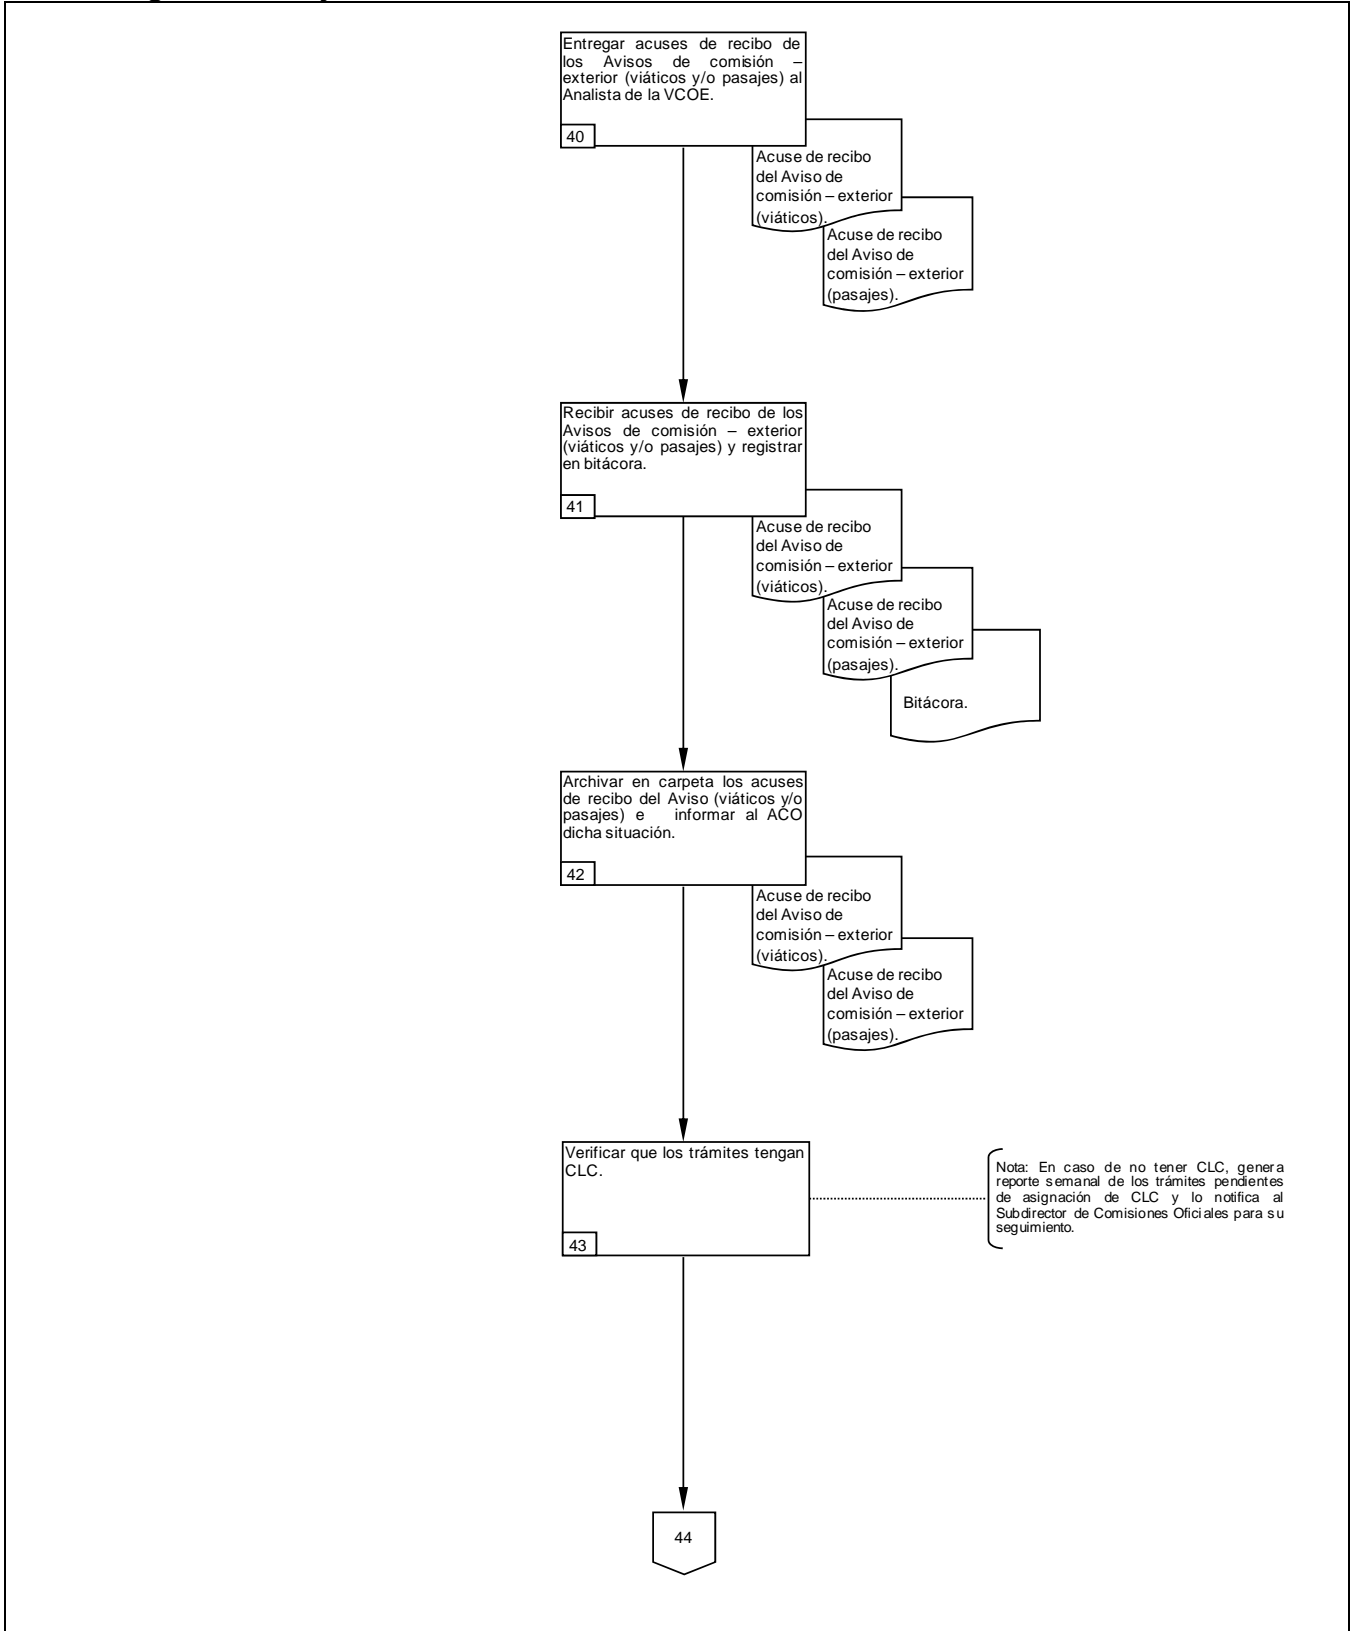 Entregar acuses de recibo de
los Avisos de comisión –
exterior (viáticos y/o pasajes) al
Analista de la VCOE.
40
Acuse de recibo
del Aviso de
comisión – exterior
(viáticos).
Acuse de recibo
del Aviso de
comisión – exterior
(pasajes).
Recibir acuses de recibo de los
Avisos de comisión – exterior
(viáticos y/o pasajes) y registrar
en bitácora.
41
Acuse de recibo
del Aviso de
comisión – exterior
(viáticos).
Acuse de recibo
del Aviso de
comisión – exterior
(pasajes).
Bitácora.
Archivar en carpeta los acuses
de recibo del Aviso (viáticos y/o
pasajes) e informar al ACO
dicha situación.
42
Acuse de recibo
del Aviso de
comisión – exterior
(viáticos).
Acuse de recibo
del Aviso de
comisión – exterior
(pasajes).
Verificar que los trámites tengan
CLC.
43
Nota: En caso de no tener CLC, genera
reporte semanal de los trámites pendientes
de asignación de CLC y lo notifica al
Subdirector de Comisiones Oficiales para su
seguimiento.
44